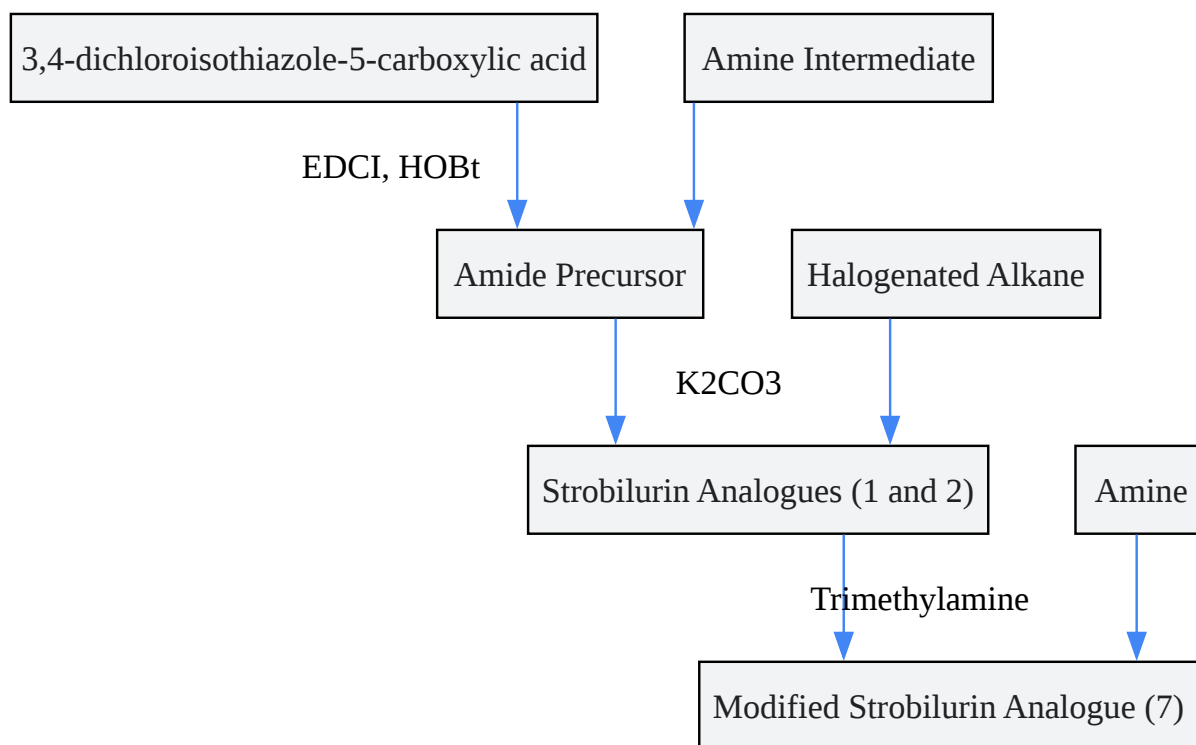 3,4-dichloroisothiazole-5-carboxylic acid
Amine Intermediate
EDCI, HOBt
Amide Precursor
Halogenated Alkane
K2CO3
Strobilurin Analogues (1 and 2)
Amine
Trimethylamine
Modified Strobilurin Analogue (7)